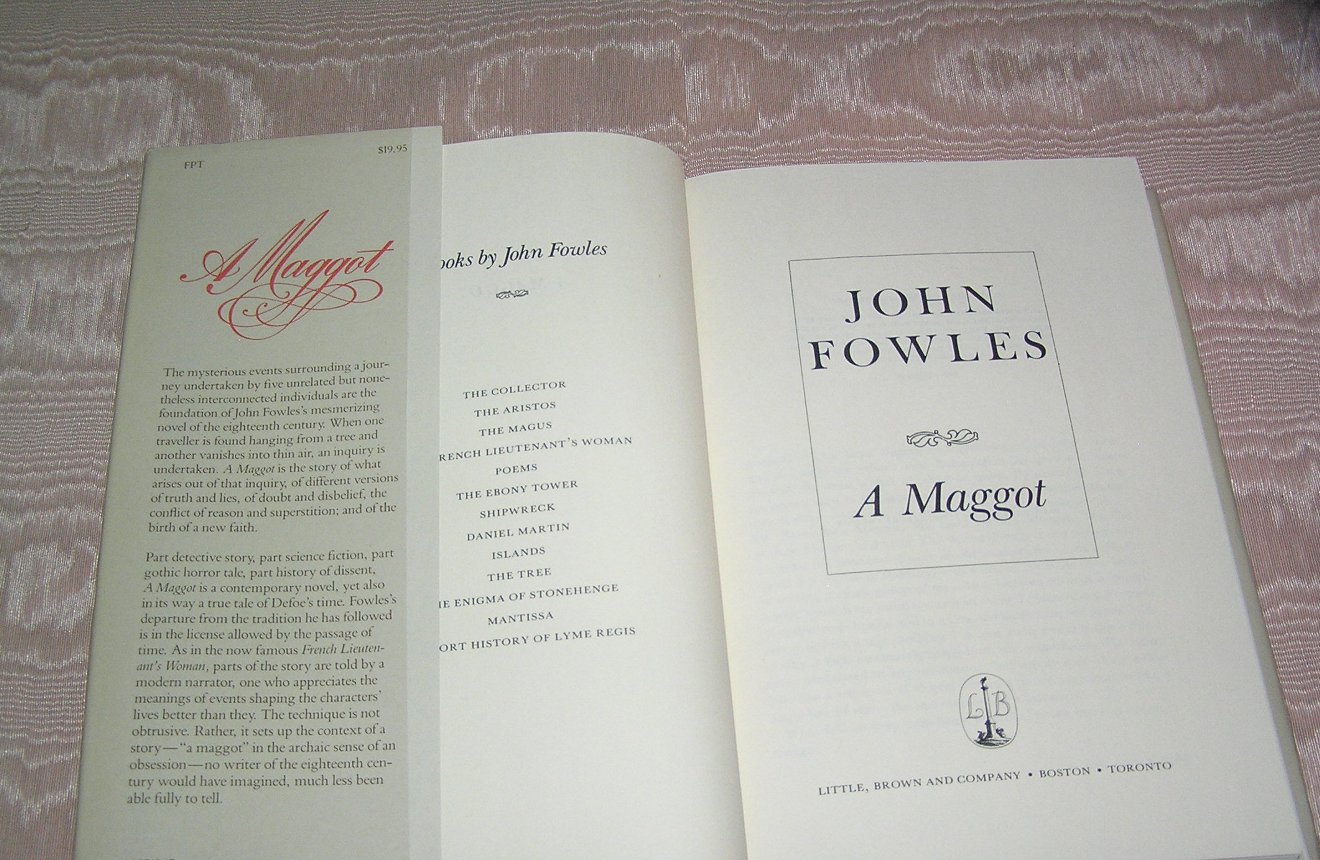 FPT
$19.95
A Maggot
The mysterious events surrounding a jour-
ney undertaken by five unrelated but none-
theless interconnected individuals are the
foundation of John Fowles's mesmerizing
novel of the eighteenth century. When one
traveller is found hanging from a tree and
another vanishes into thin air, an inquiry is
undertaken. A Maggot is the story of what
arises out of that inquiry, of different versions
of truth and lies, of doubt and disbelief, the
conflict of reason and superstition; and of the
birth of a new faith.
Part detective story, part science fiction, part
gothic horror tale, part history of dissent,
A Maggot is a contemporary novel, yet also
in its way a true tale of Defoe's time. Fowles's
departure from the tradition he has followed
is in the license allowed by the passage of
time. As in the now famous French Lieuten-
ant's Woman, parts of the story are told by a
modern narrator, one who appreciates the
meanings of events shaping the characters'
lives better than they. The technique is not
obtrusive. Rather, it sets up the context of a
story—"a maggot" in the archaic sense of an
obsession—no writer of the eighteenth cen-
tury would have imagined, much less been
able fully to tell.
ooks by John Fowles
THE COLLECTOR
THE ARISTOS
THE MAGUS
RENCH LIEUTENANT'S WOMAN
POEMS
THE EBONY TOWER
SHIPWRECK
DANIEL MARTIN
ISLANDS
THE TREE
HE ENIGMA OF STONEHENGE
MANTISSA
ORT HISTORY OF LYME REGIS
JOHN
FOWLES
A Maggot
L B
LITTLE, BROWN AND COMPANY • BOSTON • TORONTO